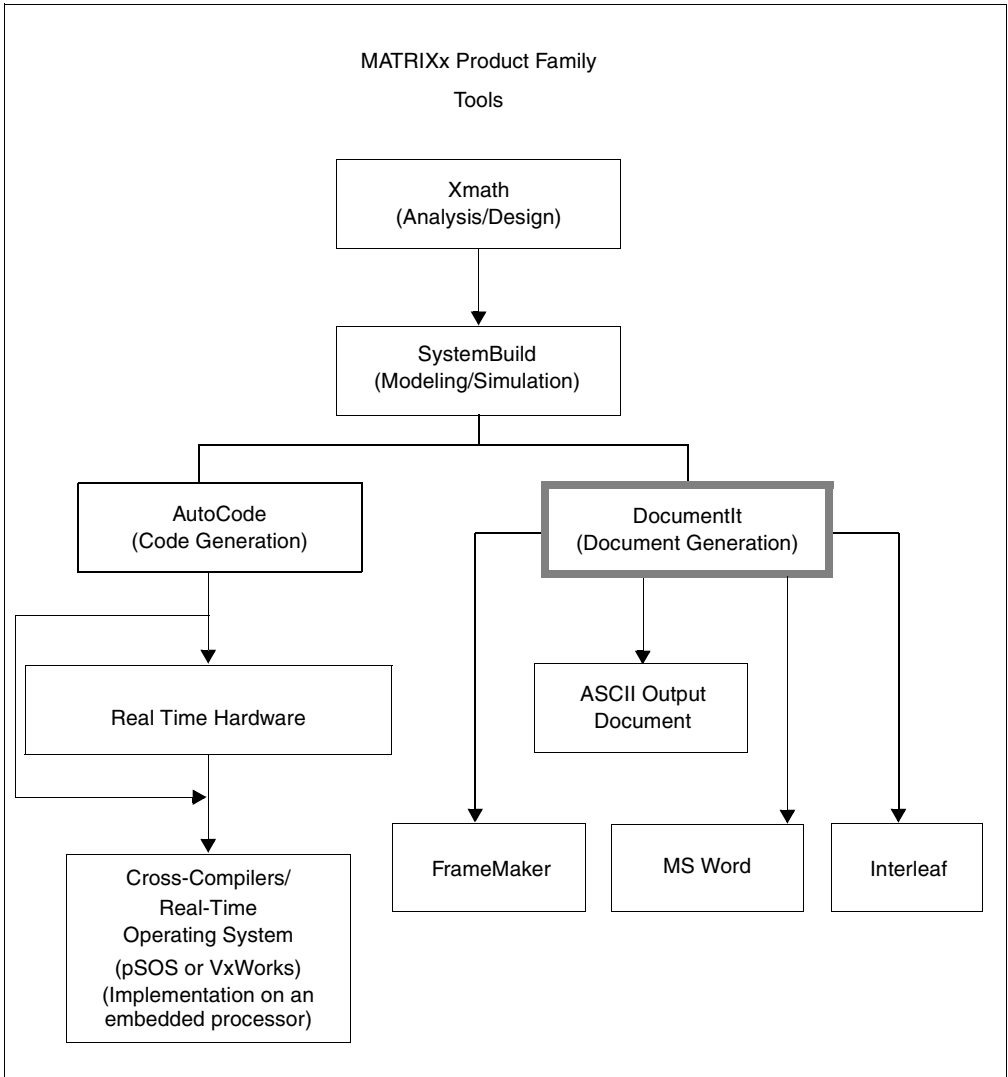 MATRIXx Product Family
Tools
Xmath
(Analysis/Design)
SystemBuild
(Modeling/Simulation)
AutoCode
(Code Generation)
DocumentIt
(Document Generation)
Real Time Hardware
ASCII Output
Document
FrameMaker
MS Word
Interleaf
Cross-Compilers/
Real-Time
Operating System
(pSOS or VxWorks)
(Implementation on an
embedded processor)